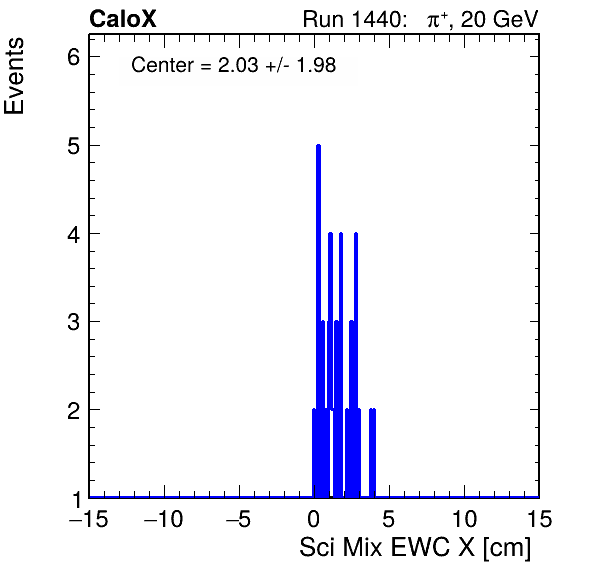 CaloX Run 1440: π⁺, 20 GeV
Center = 2.03 +/- 1.98
Events
6
5
4
3
2
1
−15 −10 −5 0 5 10 15
Sci Mix EWC X [cm]